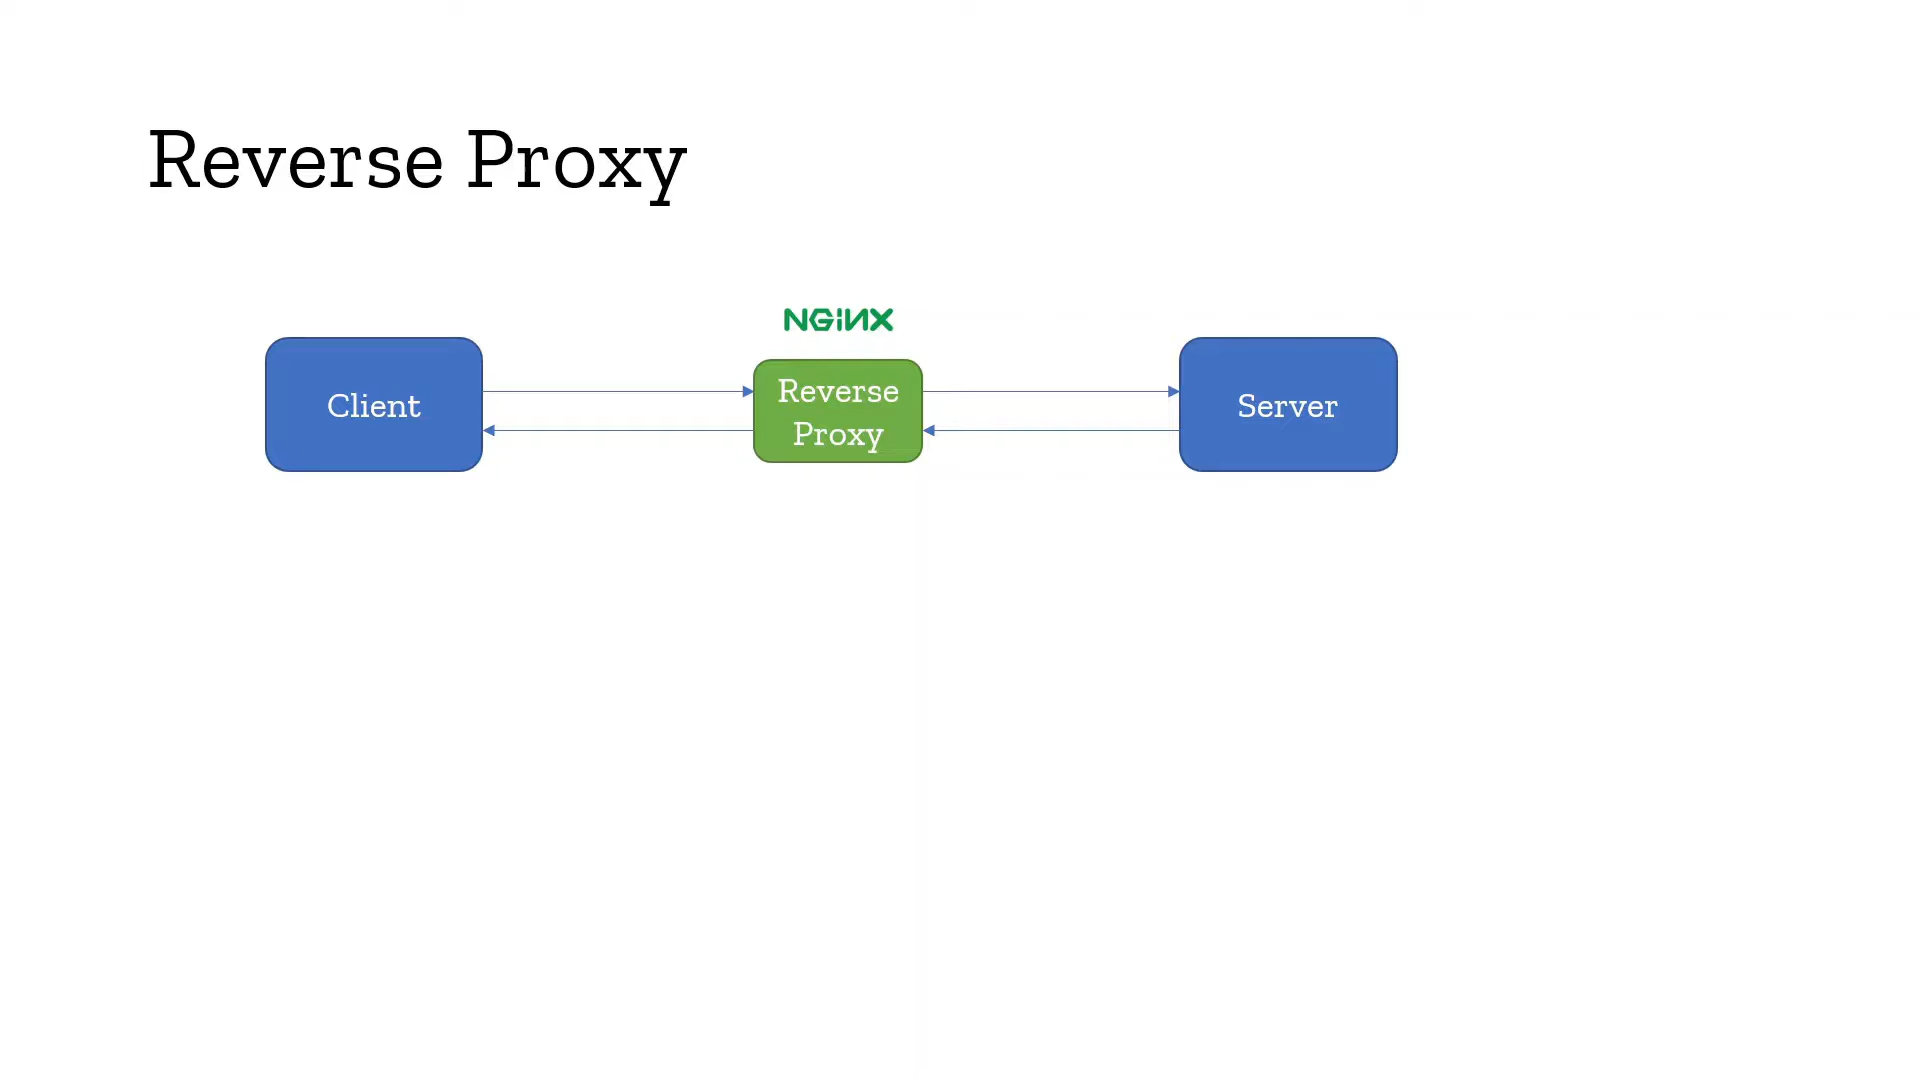 Reverse Proxy
NGINX
Client
Reverse
Proxy
Server